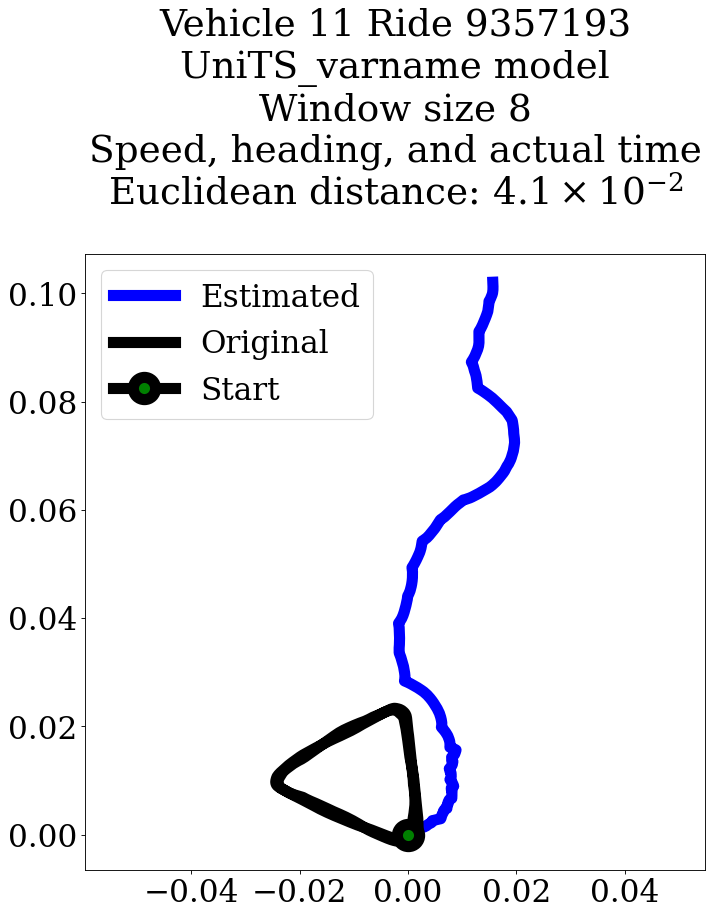 Vehicle 11 Ride 9357193
UniTS_varname model
Window size 8
Speed, heading, and actual time
Euclidean distance: 4.1 × 10⁻²
Estimated
Original
Start
0.10
0.08
0.06
0.04
0.02
0.00
−0.04 −0.02 0.00 0.02 0.04